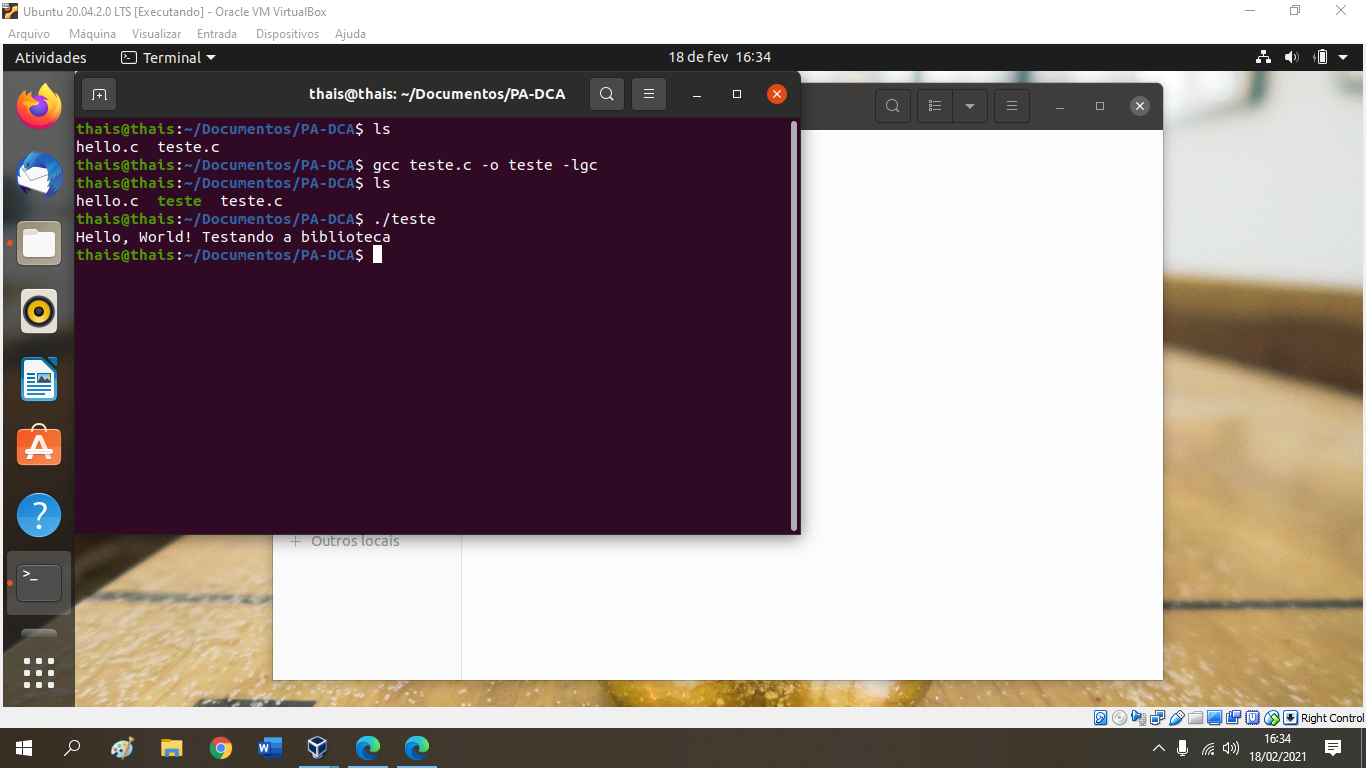 Ubuntu 20.04.2.0 LTS [Executando] - Oracle VM VirtualBox
Arquivo Máquina Visualizar Entrada Dispositivos Ajuda
Atividades Terminal 18 de fev 16:34
thais@thais: ~/Documentos/PA-DCA
thais@thais:~/Documentos/PA-DCA$ ls
hello.c teste.c
thais@thais:~/Documentos/PA-DCA$ gcc teste.c -o teste -lgc
thais@thais:~/Documentos/PA-DCA$ ls
hello.c teste teste.c
thais@thais:~/Documentos/PA-DCA$ ./teste
Hello, World! Testando a biblioteca
thais@thais:~/Documentos/PA-DCA$
+ Outros locais
Right Control
16:34
18/02/2021